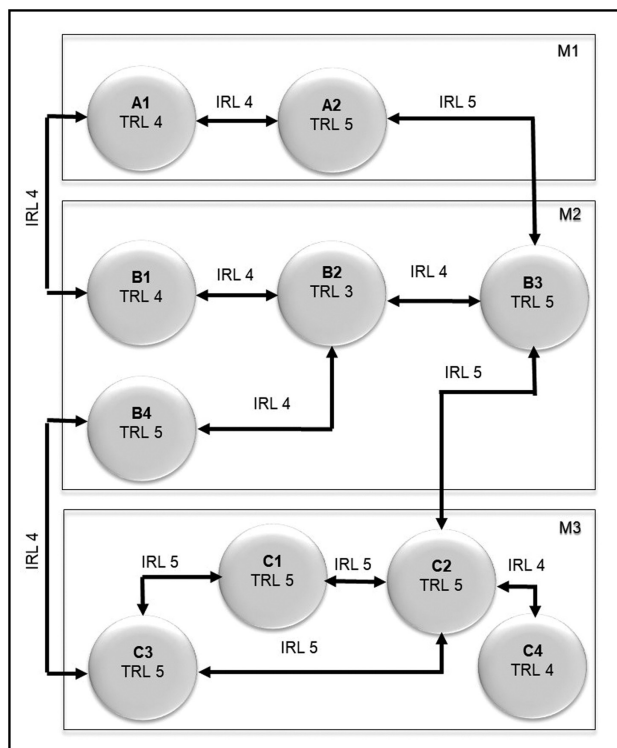 M1
A1
TRL 4
IRL 4
A2
TRL 5
IRL 5
IRL 4
M2
B1
TRL 4
IRL 4
B2
TRL 3
IRL 4
B3
TRL 5
IRL 5
B4
TRL 5
IRL 4
IRL 4
M3
IRL 5
C1
TRL 5
IRL 5
C2
TRL 5
IRL 4
C3
TRL 5
IRL 5
C4
TRL 4